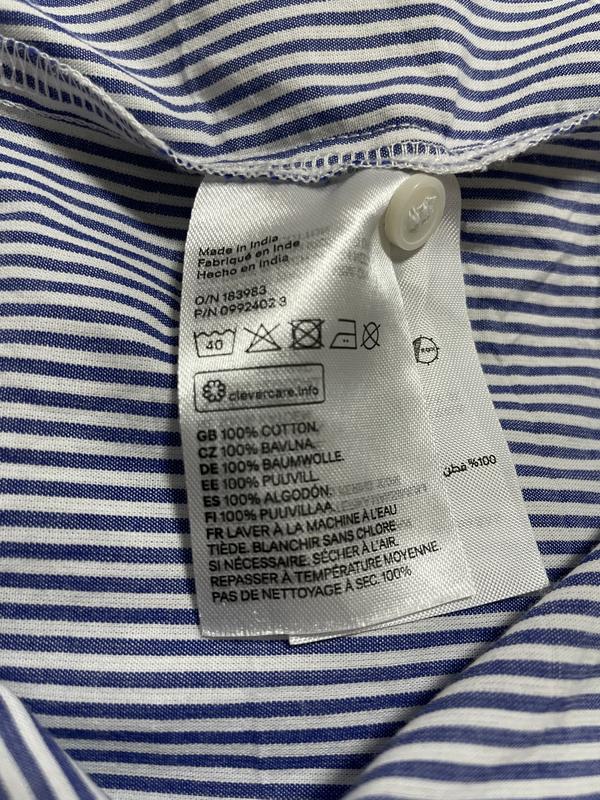 Made in India
Fabriqué en Inde
Hecho en India
O/N 183983
P/N 0992402 3
40
clevercare.info
GB 100% COTTON.
CZ 100% BAVLNA.
DE 100% BAUMWOLLE.
EE 100% PUUVILL.
ES 100% ALGODÓN.
FI 100% PUUVILLAA.
FR LAVER À LA MACHINE À L'EAU
TIÈDE. BLANCHIR SANS CHLORE
SI NÉCESSAIRE. SÉCHER À L'AIR.
REPASSER À TEMPÉRATURE MOYENNE.
PAS DE NETTOYAGE À SEC. 100%
100% قطن